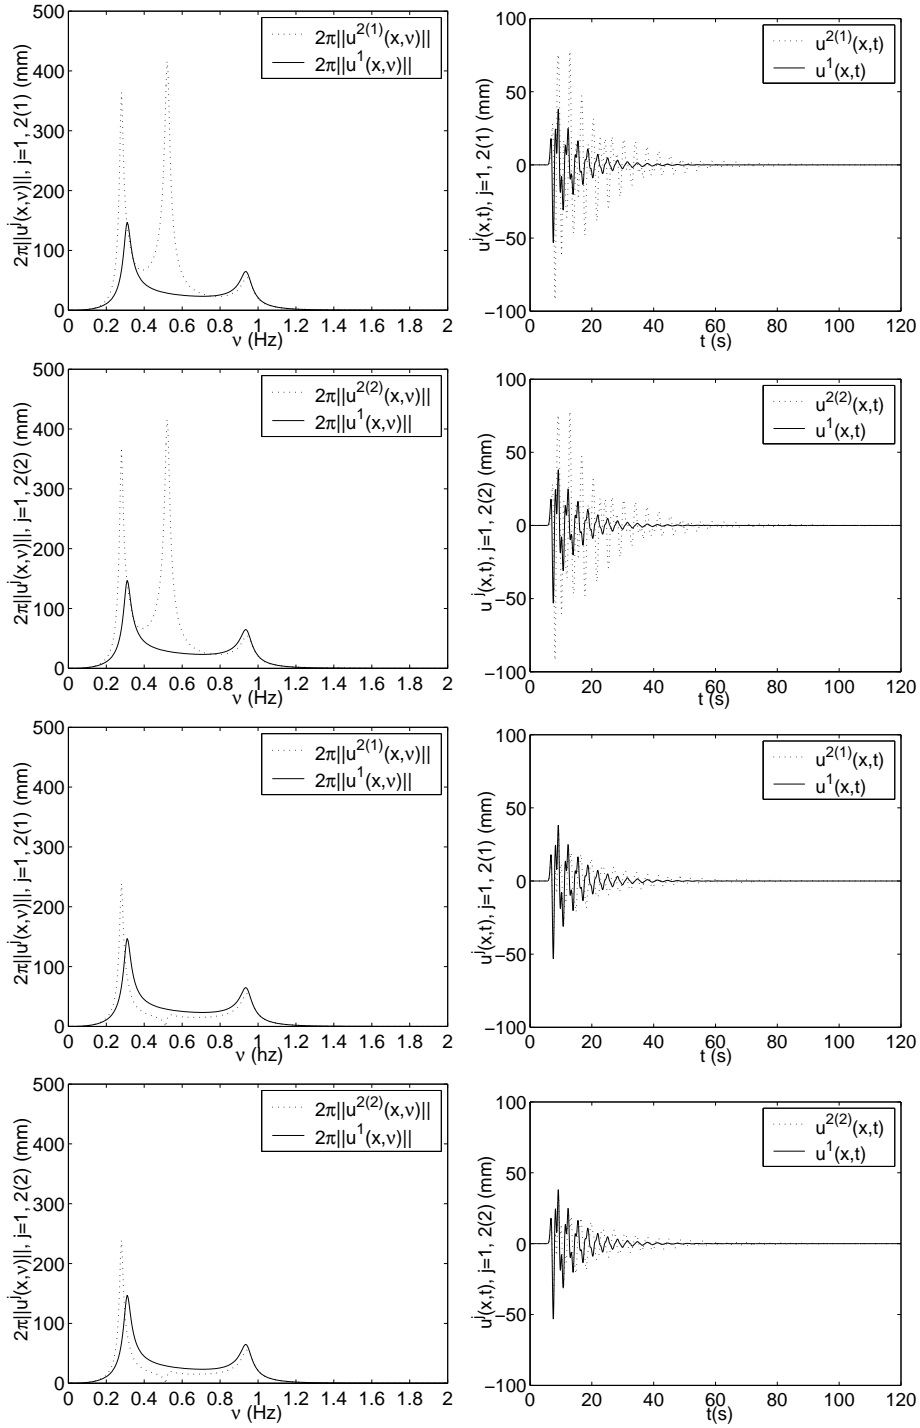 2π||u^j(x,ν)||, j=1, 2(1) (mm)
500
400
300
200
100
0
0 0.2 0.4 0.6 0.8 1 1.2 1.4 1.6 1.8 2
ν (Hz)
2π||u^2(1)(x,ν)||
2π||u^1(x,ν)||
u^j(x,t), j=1, 2(1) (mm)
100
50
0
−50
−100
0 20 40 60 80 100 120
t (s)
u^2(1)(x,t)
u^1(x,t)
2π||u^j(x,ν)||, j=1, 2(2) (mm)
500
400
300
200
100
0
0 0.2 0.4 0.6 0.8 1 1.2 1.4 1.6 1.8 2
ν (Hz)
2π||u^2(2)(x,ν)||
2π||u^1(x,ν)||
u^j(x,t), j=1, 2(2) (mm)
100
50
0
−50
−100
0 20 40 60 80 100 120
t (s)
u^2(2)(x,t)
u^1(x,t)
2π||u^j(x,ν)||, j=1, 2(1) (mm)
500
400
300
200
100
0
0 0.2 0.4 0.6 0.8 1 1.2 1.4 1.6 1.8 2
ν (hz)
2π||u^2(1)(x,ν)||
2π||u^1(x,ν)||
u^j(x,t), j=1, 2(1) (mm)
100
50
0
−50
−100
0 20 40 60 80 100 120
t (s)
u^2(1)(x,t)
u^1(x,t)
2π||u^j(x,ν)||, j=1, 2(2) (mm)
500
400
300
200
100
0
0 0.2 0.4 0.6 0.8 1 1.2 1.4 1.6 1.8 2
ν (Hz)
2π||u^2(2)(x,ν)||
2π||u^1(x,ν)||
u^j(x,t), j=1, 2(2) (mm)
100
50
0
−50
−100
0 20 40 60 80 100 120
t(s)
u^2(2)(x,t)
u^1(x,t)